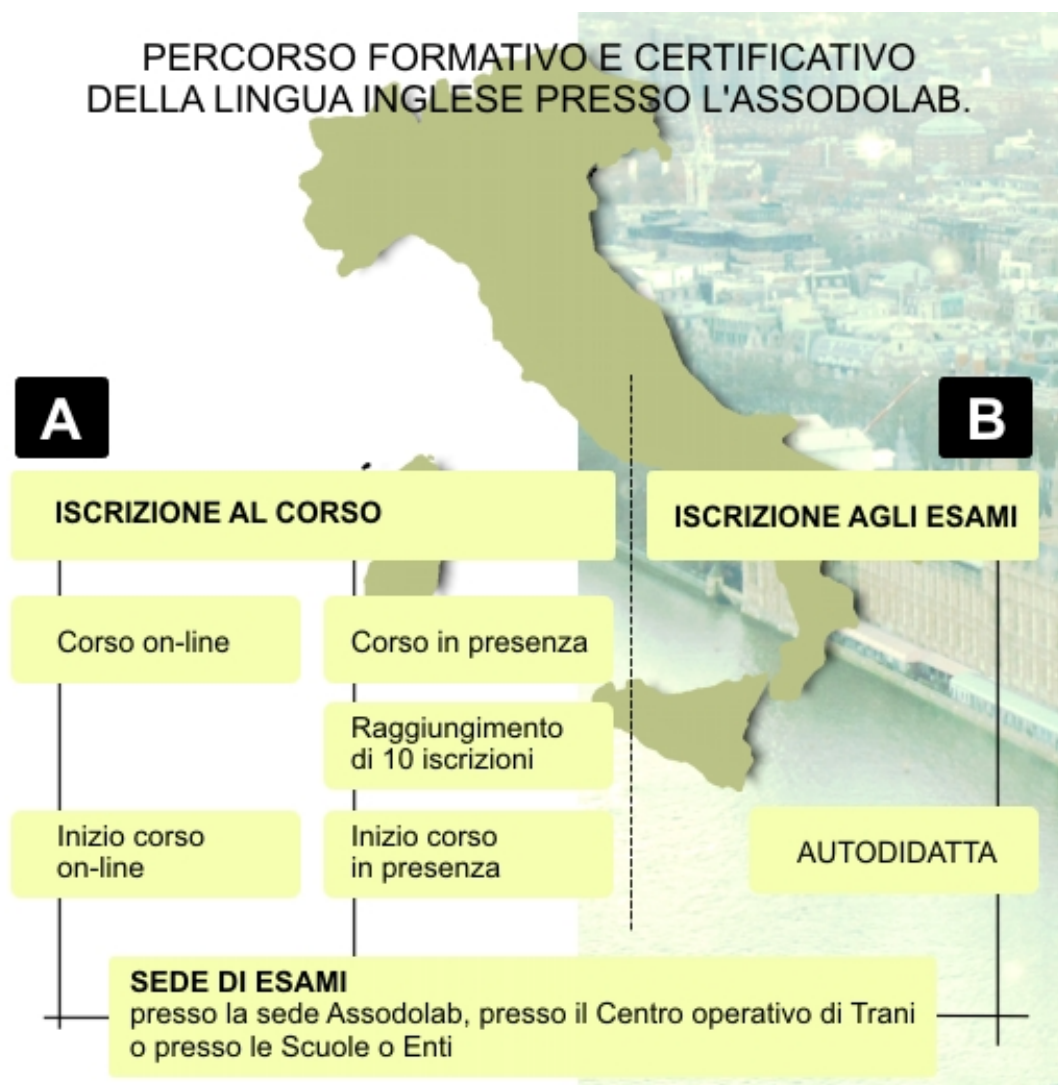 PERCORSO FORMATIVO E CERTIFICATIVO
DELLA LINGUA INGLESE PRESSO L'ASSODOLAB.
A
B
ISCRIZIONE AL CORSO
ISCRIZIONE AGLI ESAMI
Corso on-line
Corso in presenza
Raggiungimento
di 10 iscrizioni
Inizio corso
on-line
Inizio corso
in presenza
AUTODIDATTA
SEDE DI ESAMI
presso la sede Assodolab, presso il Centro operativo di Trani
o presso le Scuole o Enti